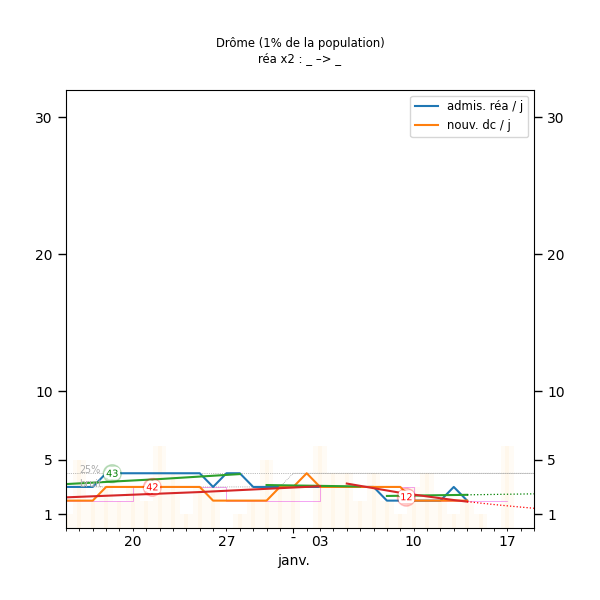 Drôme (1% de la population)
réa x2 : _ –> _
admis. réa / j
nouv. dc / j
30 30
20 20
10 10
5 5
25%
43
42
12
1 1
20 27 - 03 10 17
janv.